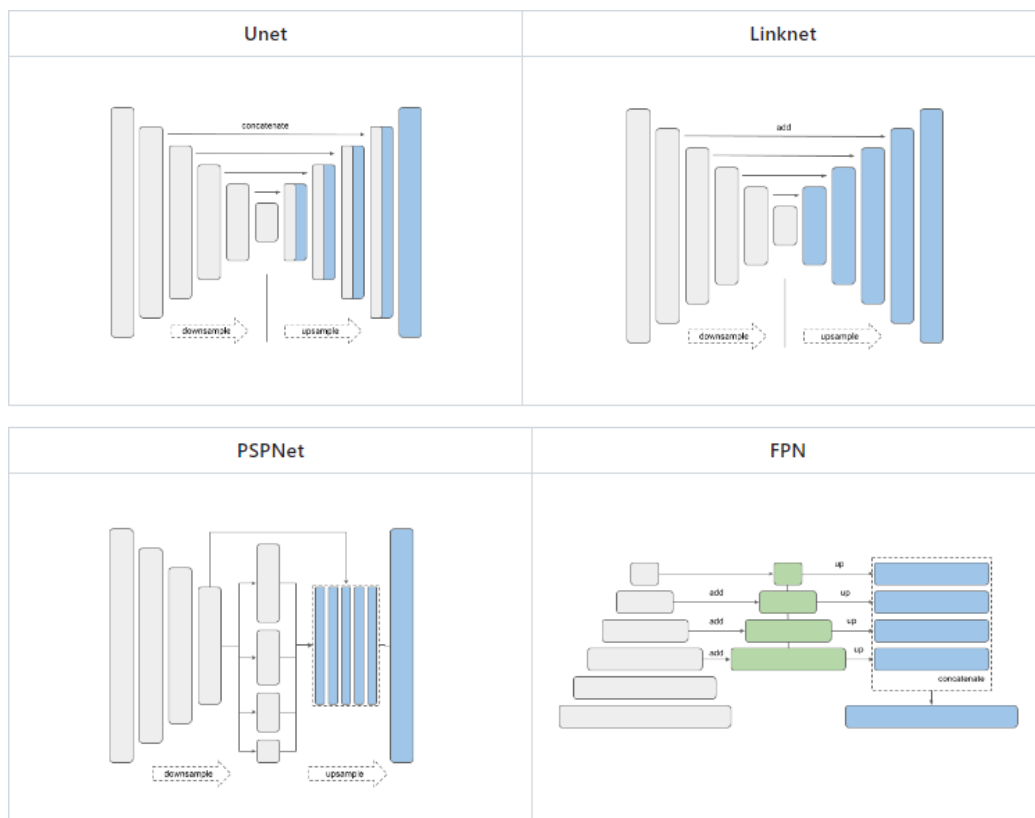 Unet
Linknet
concatenate
downsample
upsample
add
downsample
upsample
PSPNet
FPN
downsample
upsample
up
add
up
add
up
add
up
concatenate